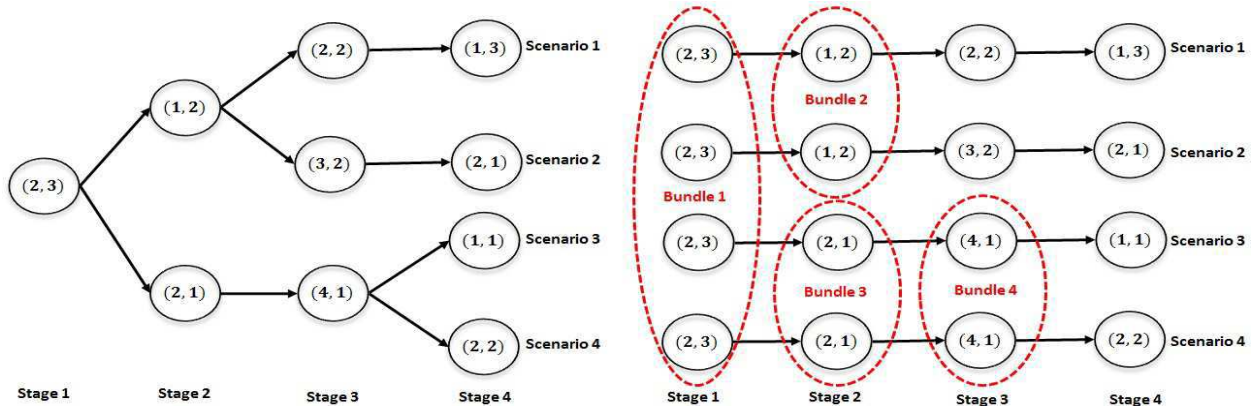 (2, 2) (1, 3) Scenario 1
(1, 2)
(3, 2) (2, 1) Scenario 2
(2, 3)
(1, 1) Scenario 3
(2, 1) (4, 1)
(2, 2) Scenario 4
Stage 1 Stage 2 Stage 3 Stage 4
(2, 3) (1, 2) (2, 2) (1, 3) Scenario 1
Bundle 2
(2, 3) (1, 2) (3, 2) (2, 1) Scenario 2
Bundle 1
(2, 3) (2, 1) (4, 1) (1, 1) Scenario 3
Bundle 3 Bundle 4
(2, 3) (2, 1) (4, 1) (2, 2) Scenario 4
Stage 1 Stage 2 Stage 3 Stage 4